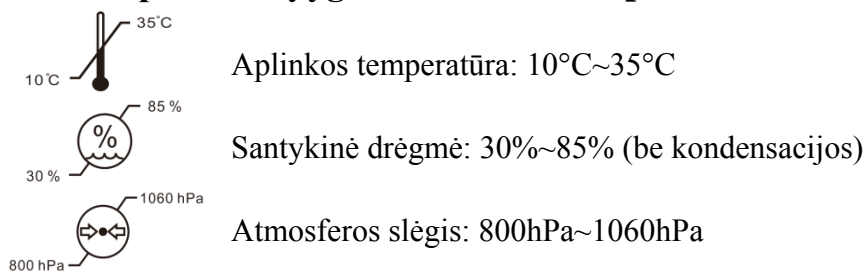 35°C
10°C
Aplinkos temperatūra: 10°C~35°C
85 %
%
30 %
Santykinė drėgmė: 30%~85% (be kondensacijos)
1060 hPa
800 hPa
Atmosferos slėgis: 800hPa~1060hPa